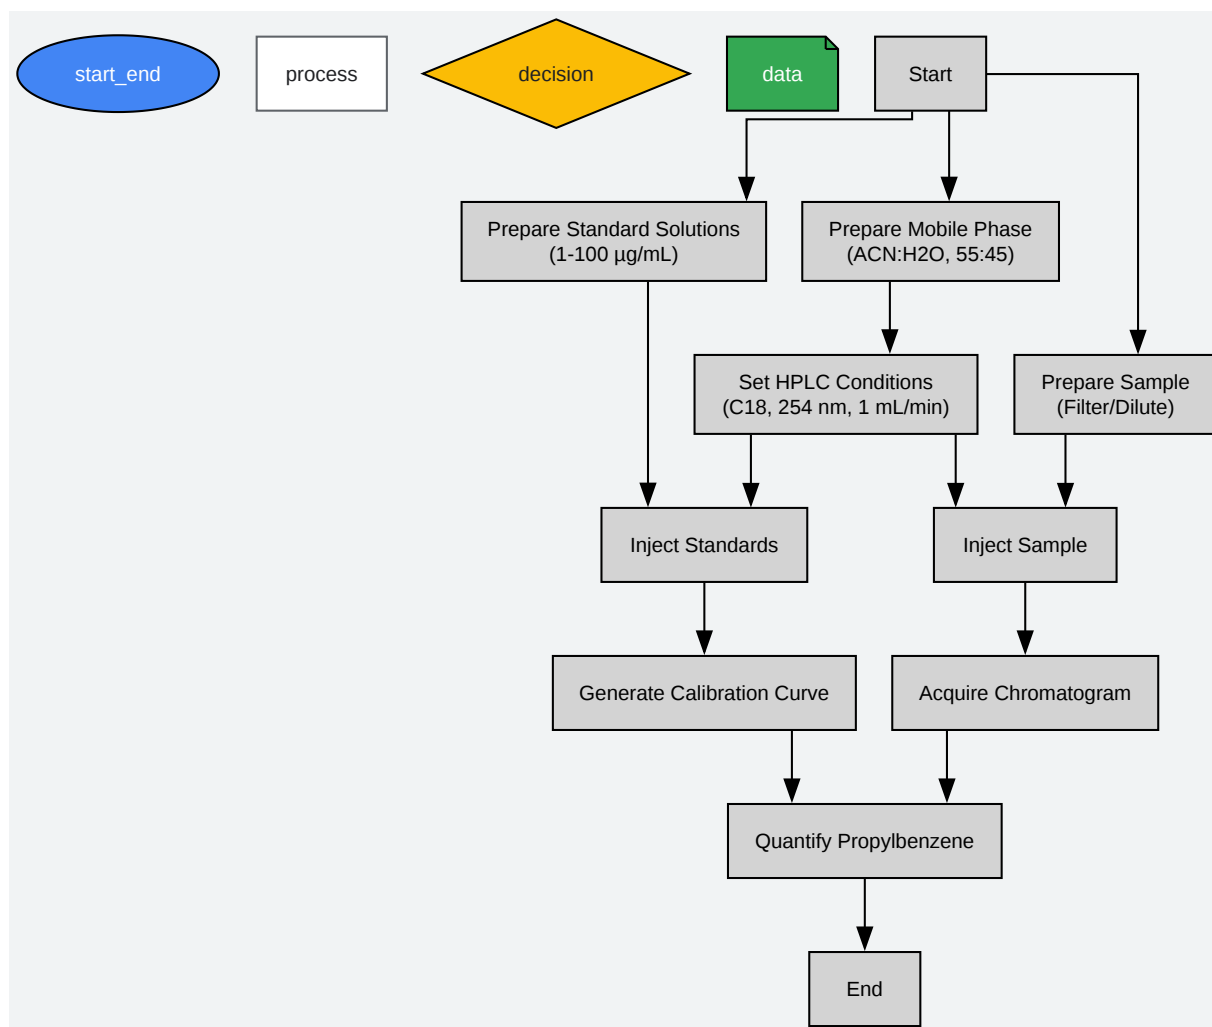 start_end
process
decision
data
Start
Prepare Standard Solutions
(1-100 µg/mL)
Prepare Mobile Phase
(ACN:H2O, 55:45)
Set HPLC Conditions
(C18, 254 nm, 1 mL/min)
Prepare Sample
(Filter/Dilute)
Inject Standards
Inject Sample
Generate Calibration Curve
Acquire Chromatogram
Quantify Propylbenzene
End